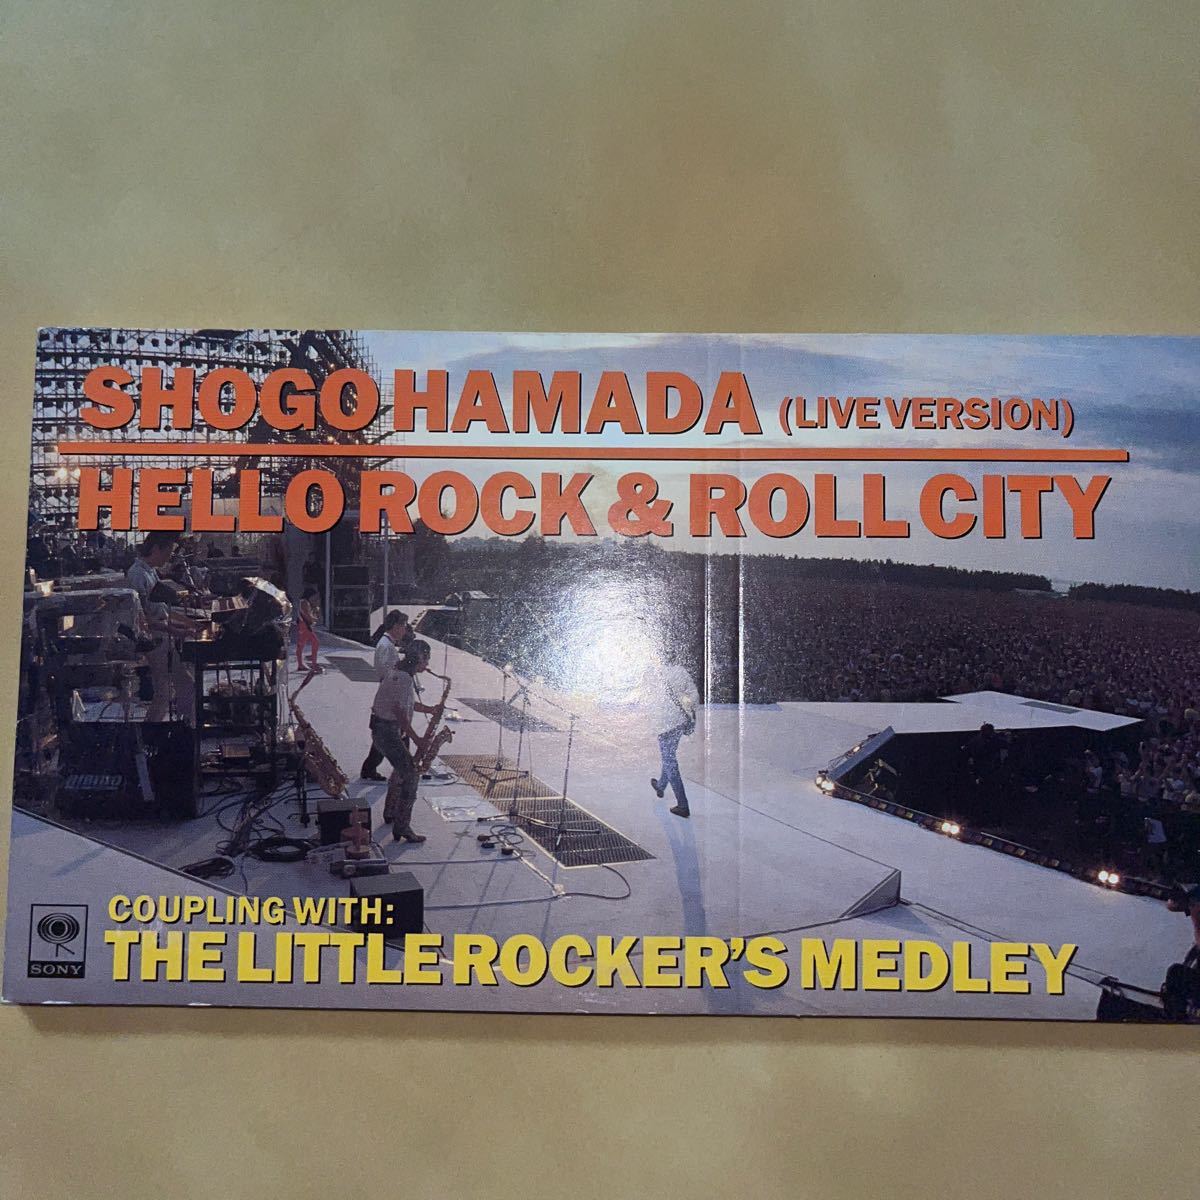 SHOGO HAMADA (LIVE VERSION)
HELLO ROCK & ROLL CITY
COUPLING WITH:
THE LITTLE ROCKER'S MEDLEY
SONY